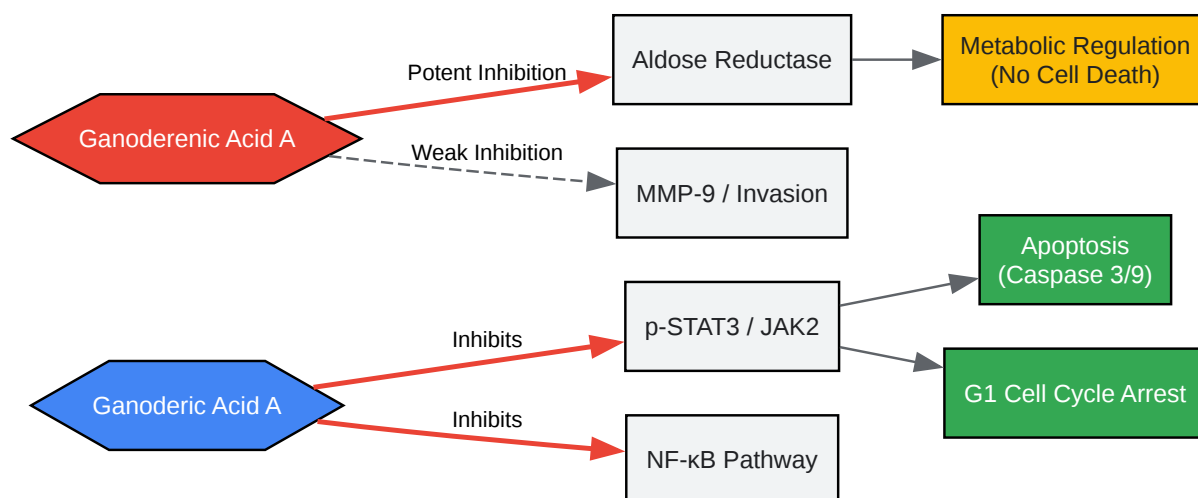 Ganoderenic Acid A
Potent Inhibition
Aldose Reductase
Metabolic Regulation
(No Cell Death)
Weak Inhibition
MMP-9 / Invasion
Ganoderic Acid A
Inhibits
p-STAT3 / JAK2
Apoptosis
(Caspase 3/9)
G1 Cell Cycle Arrest
Inhibits
NF-κB Pathway